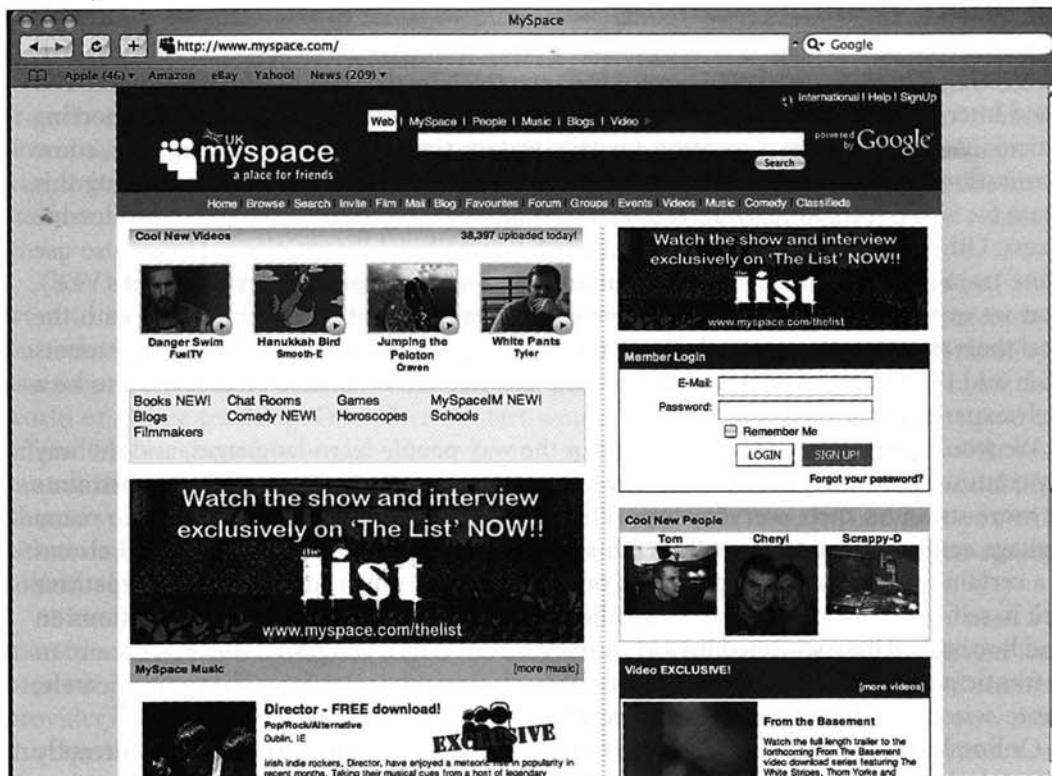 MySpace
http://www.myspace.com/
Google
Apple (46) Amazon eBay Yahoo! News (209)
International | Help | SignUp
Web | MySpace | People | Music | Blogs | Video
UK
myspace.
a place for friends
powered by Google
Search
Home | Browse | Search | Invite | Film | Mail | Blog | Favourites | Forum | Groups | Events | Videos | Music | Comedy | Classifieds
Cool New Videos 38,397 uploaded today!
Danger Swim
FuelTV
Hanukkah Bird
Smooth-E
Jumping the
Peloton
Craven
White Pants
Tyler
Books NEW! Chat Rooms Games MySpaceIM NEW!
Blogs Comedy NEW! Horoscopes Schools
Filmmakers
Watch the show and interview
exclusively on 'The List' NOW!!
the
list
www.myspace.com/thelist
MySpace Music [more music]
Director - FREE download!
Pop/Rock/Alternative
Dublin, IE
EXCLUSIVE
Irish indie rockers, Director, have enjoyed a meteoric rise in popularity in
recent months. Taking their musical cues from a host of legendary
Watch the show and interview
exclusively on 'The List' NOW!!
the
list
www.myspace.com/thelist
Member Login
E-Mail:
Password:
Remember Me
LOGIN SIGN UP!
Forgot your password?
Cool New People
Tom Cheryl Scrappy-D
Video EXCLUSIVE!
[more videos]
From the Basement
Watch the full length trailer to the
forthcoming From The Basement
video download series featuring The
White Stripes, Thom Yorke and